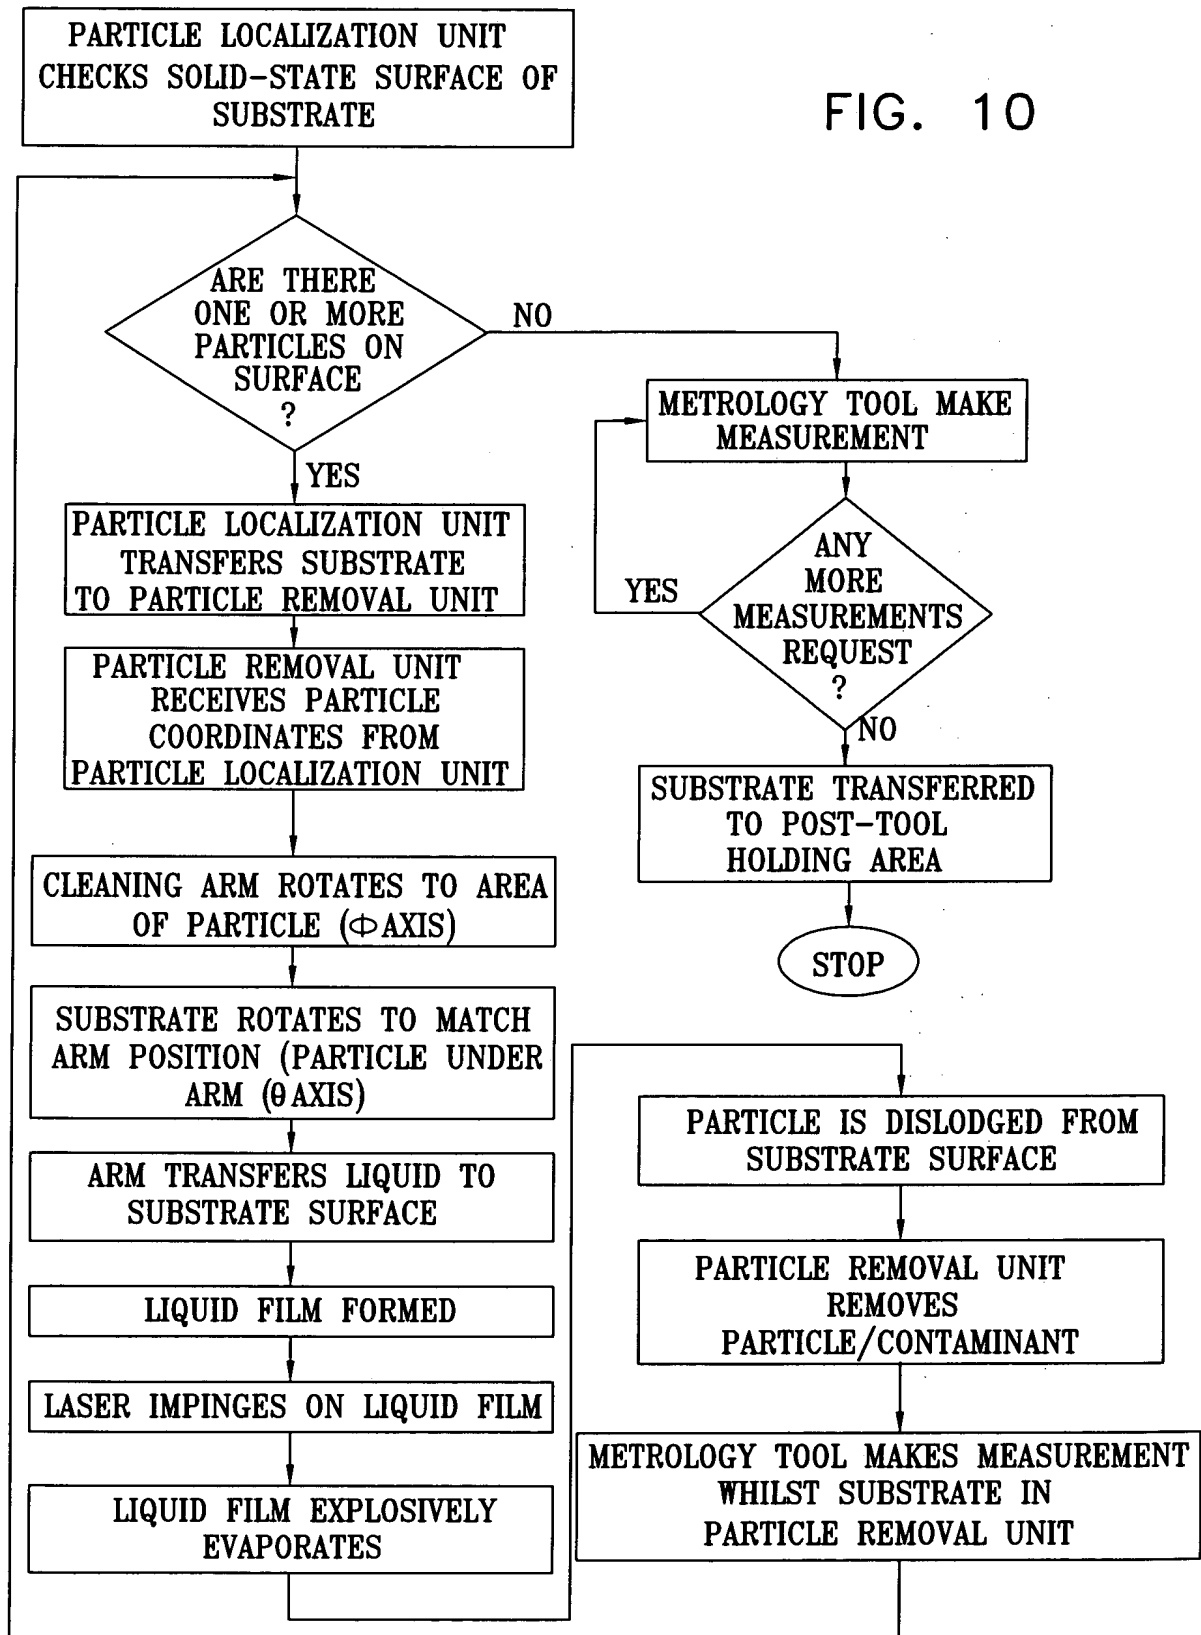 PARTICLE LOCALIZATION UNIT
CHECKS SOLID-STATE SURFACE OF
SUBSTRATE
FIG. 10
ARE THERE
ONE OR MORE
PARTICLES ON
SURFACE
?
NO
YES
METROLOGY TOOL MAKE
MEASUREMENT
ANY
MORE
MEASUREMENTS
REQUEST
?
YES
NO
SUBSTRATE TRANSFERRED
TO POST-TOOL
HOLDING AREA
STOP
PARTICLE LOCALIZATION UNIT
TRANSFERS SUBSTRATE
TO PARTICLE REMOVAL UNIT
PARTICLE REMOVAL UNIT
RECEIVES PARTICLE
COORDINATES FROM
PARTICLE LOCALIZATION UNIT
CLEANING ARM ROTATES TO AREA
OF PARTICLE (Φ AXIS)
SUBSTRATE ROTATES TO MATCH
ARM POSITION (PARTICLE UNDER
ARM (θ AXIS)
ARM TRANSFERS LIQUID TO
SUBSTRATE SURFACE
LIQUID FILM FORMED
LASER IMPINGES ON LIQUID FILM
LIQUID FILM EXPLOSIVELY
EVAPORATES
PARTICLE IS DISLODGED FROM
SUBSTRATE SURFACE
PARTICLE REMOVAL UNIT
REMOVES
PARTICLE/CONTAMINANT
METROLOGY TOOL MAKES MEASUREMENT
WHILST SUBSTRATE IN
PARTICLE REMOVAL UNIT